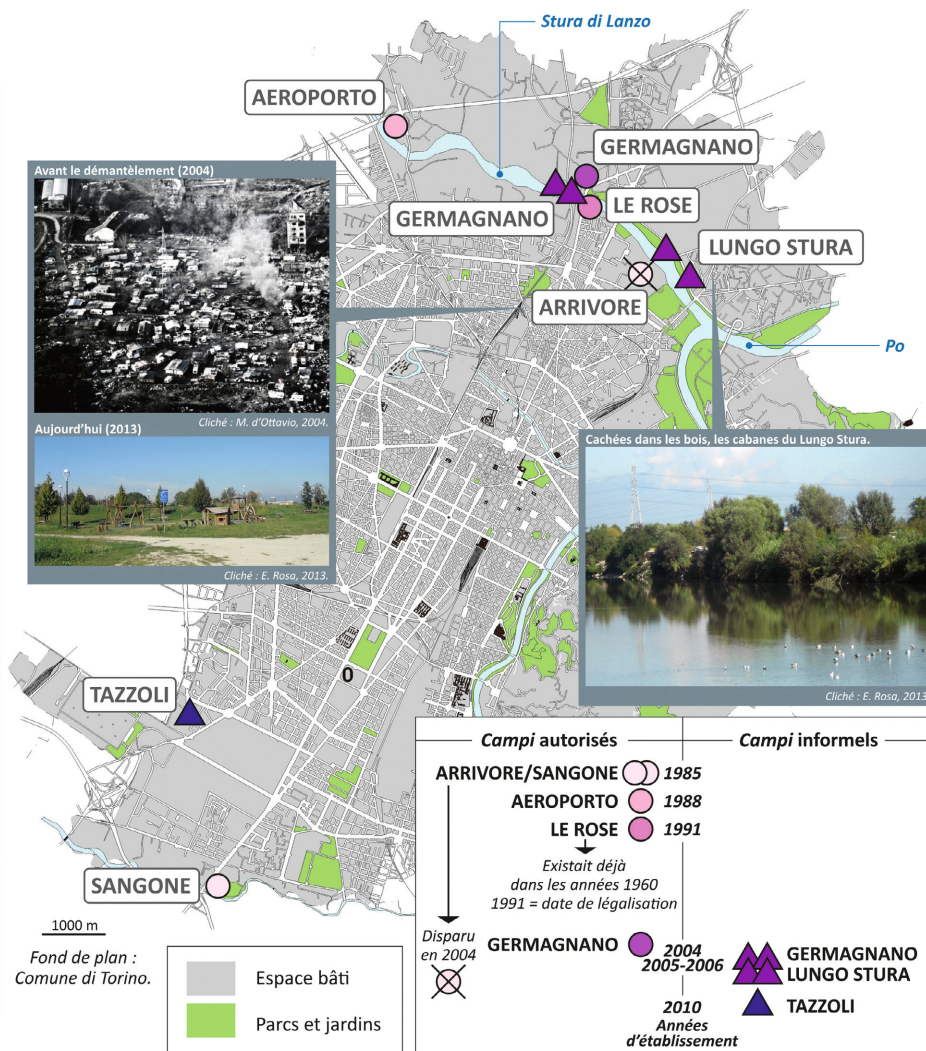 Stura di Lanzo
AEROPORTO
GERMAGNANO
Avant le démantèlement (2004)
GERMAGNANO
LE ROSE
LUNGO STURA
ARRIVORE
Po
Cliché : M. d'Ottavio, 2004.
Aujourd'hui (2013)
Cliché : E. Rosa, 2013.
Cachées dans les bois, les cabanes du Lungo Stura.
Cliché : E. Rosa, 2013
0
TAZZOLI
SANGONE
1000 m
Fond de plan :
Comune di Torino.
Espace bâti
Parcs et jardins
Campi autorisés
Campi informels
ARRIVORE/SANGONE
1985
AEROPORTO
1988
LE ROSE
1991
Existait déjà
dans les années 1960
1991 = date de légalisation
Disparu
en 2004
GERMAGNANO
2004
2005-2006
GERMAGNANO
LUNGO STURA
2010
TAZZOLI
Années
d'établissement